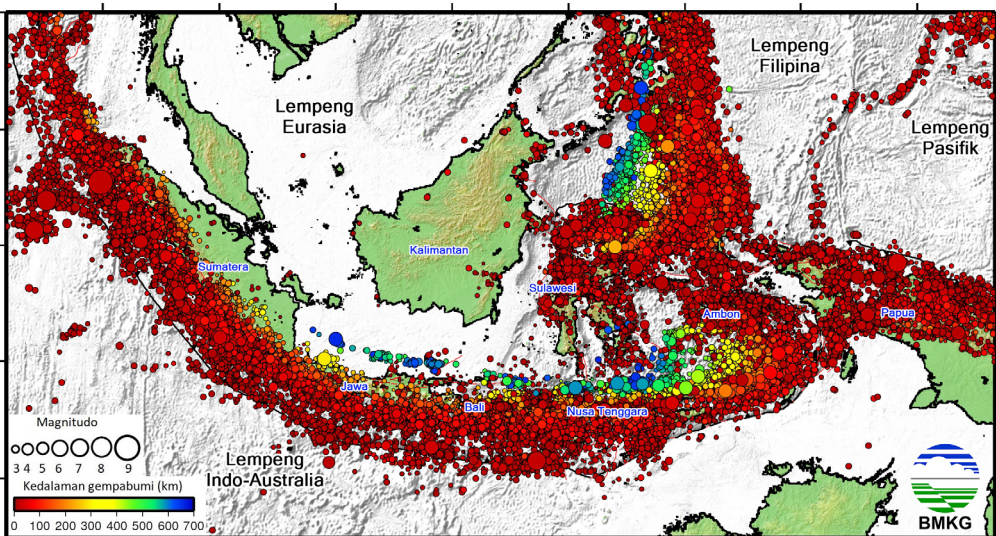 Lempeng
Filipina
Lempeng
Eurasia
Lempeng
Pasifik
Kalimantan
Sumatera
Sulawesi
Ambon
Papua
Jawa
Bali
Nusa Tenggara
Magnitudo
3 4 5 6 7 8 9
Lempeng
Indo-Australia
Kedalaman gempabumi (km)
0 100 200 300 400 500 600 700
BMKG